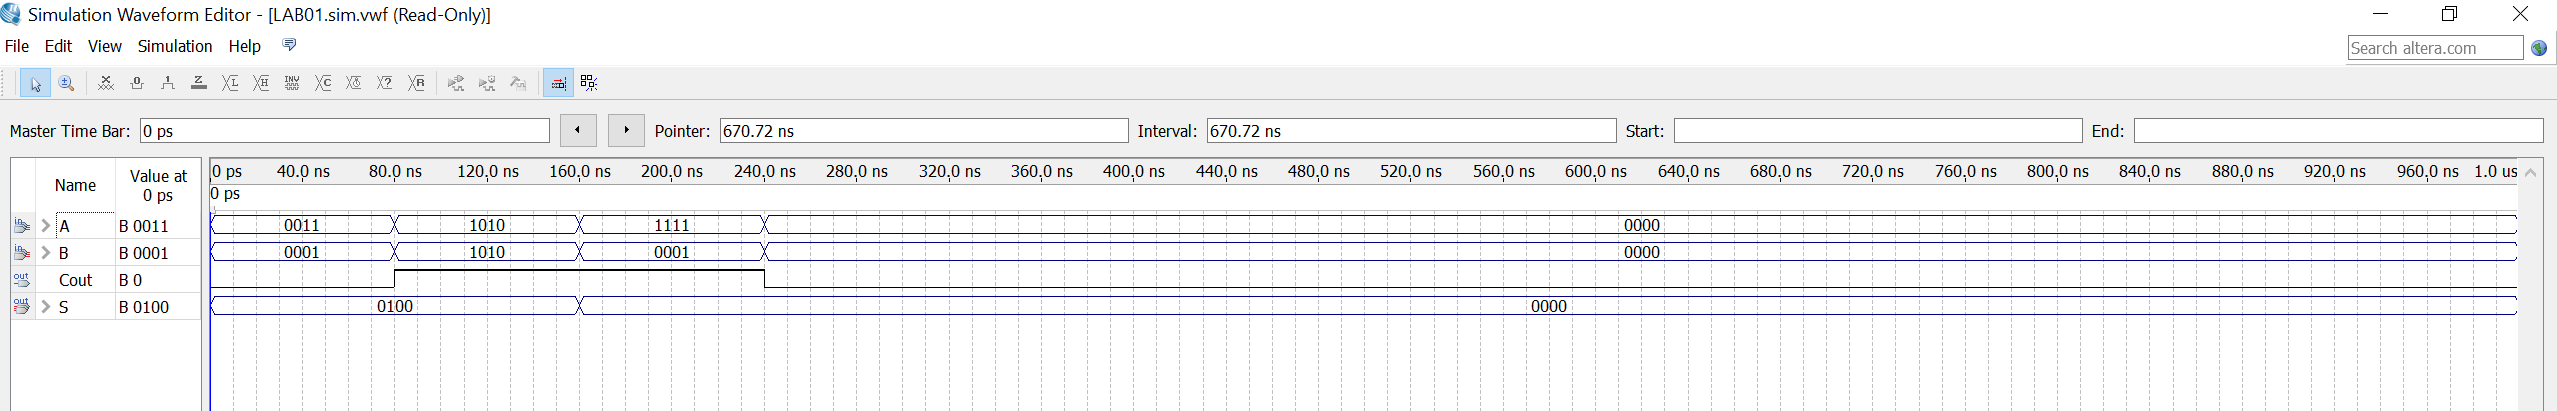 Simulation Waveform Editor - [LAB01.sim.vwf (Read-Only)]
File Edit View Simulation Help
Search altera.com
Master Time Bar: 0 ps Pointer: 670.72 ns Interval: 670.72 ns Start: End:
Name Value at 0 ps
0 ps 40.0 ns 80.0 ns 120.0 ns 160.0 ns 200.0 ns 240.0 ns 280.0 ns 320.0 ns 360.0 ns 400.0 ns 440.0 ns 480.0 ns 520.0 ns 560.0 ns 600.0 ns 640.0 ns 680.0 ns 720.0 ns 760.0 ns 800.0 ns 840.0 ns 880.0 ns 920.0 ns 960.0 ns 1.0 us
0 ps
in A B 0011 0011 1010 1111 0000
in B B 0001 0001 1010 0001 0000
out Cout B 0
out S B 0100 0100 0000